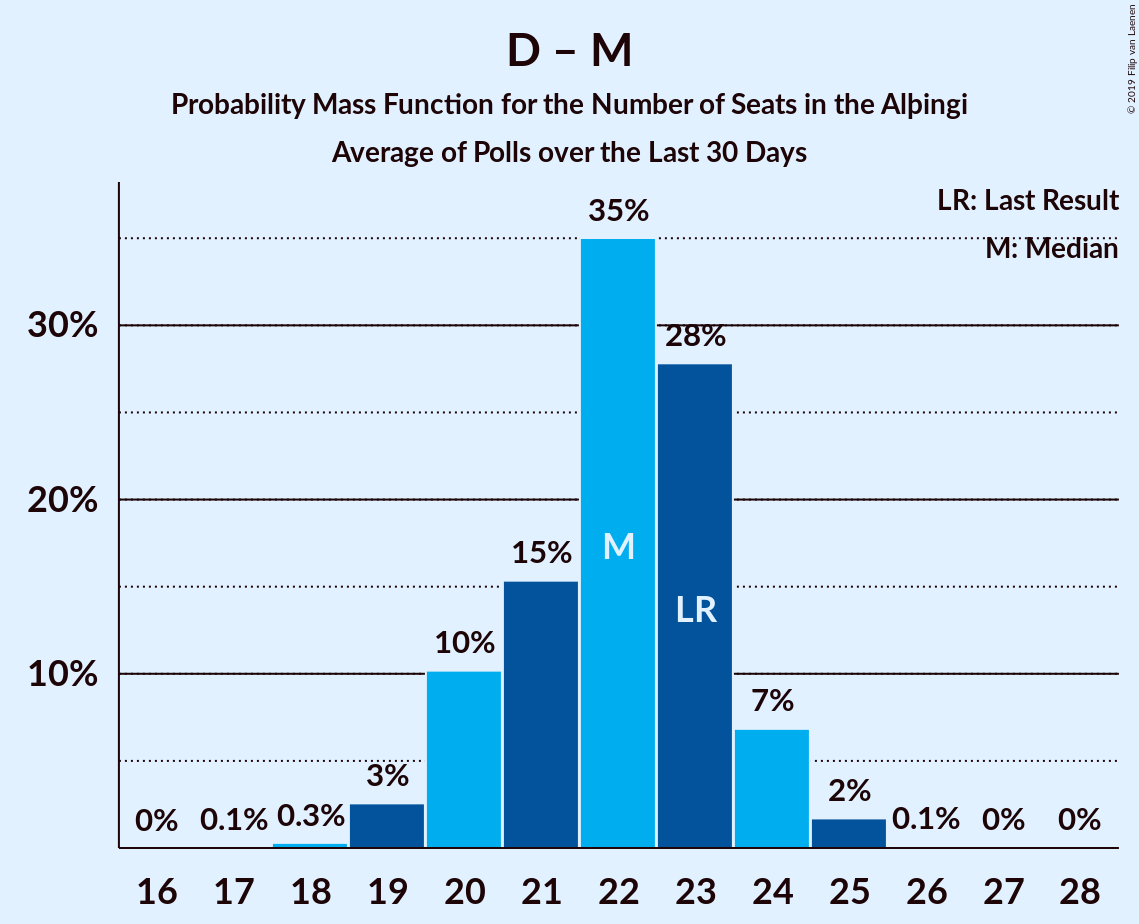 D – M
Probability Mass Function for the Number of Seats in the Alþingi
Average of Polls over the Last 30 Days
© 2019 Filip van Laenen
LR: Last Result
M: Median
35%
30%
28%
20%
15%
M
LR
10%
10%
7%
3%
2%
0%
0.1%
0.3%
0.1%
0%
0%
16 17 18 19 20 21 22 23 24 25 26 27 28